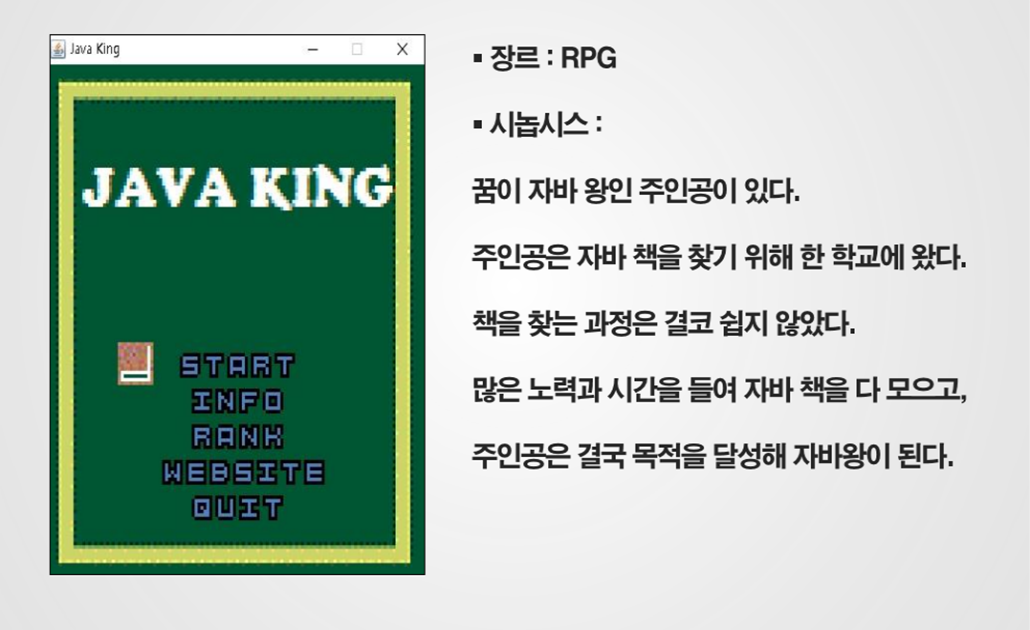 Java King
JAVA KING
START
INFO
RANK
WEBSITE
QUIT
▪ 장르 : RPG
▪ 시놉시스 :
꿈이 자바 왕인 주인공이 있다.
주인공은 자바 책을 찾기 위해 한 학교에 왔다.
책을 찾는 과정은 결코 쉽지 않았다.
많은 노력과 시간을 들여 자바 책을 다 모으고,
주인공은 결국 목적을 달성해 자바왕이 된다.